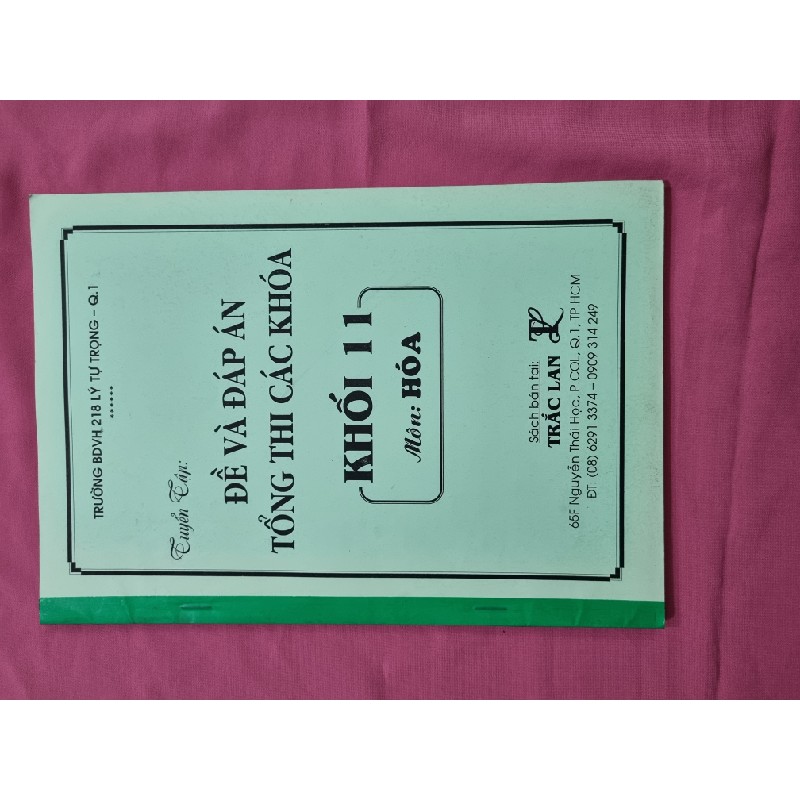 TRƯỜNG BDVH 218 LÝ TỰ TRỌNG – Q.1
******
Tuyển Tập:
ĐỀ VÀ ĐÁP ÁN
TỔNG THI CÁC KHÓA
KHỐI 11
Môn: HÓA
Sách bán tại:
TRẮC LAN
65F Nguyễn Thái Học, P COL, Q.1, TP HCM
ĐT: (08) 6291 3374 – 0909 314 249